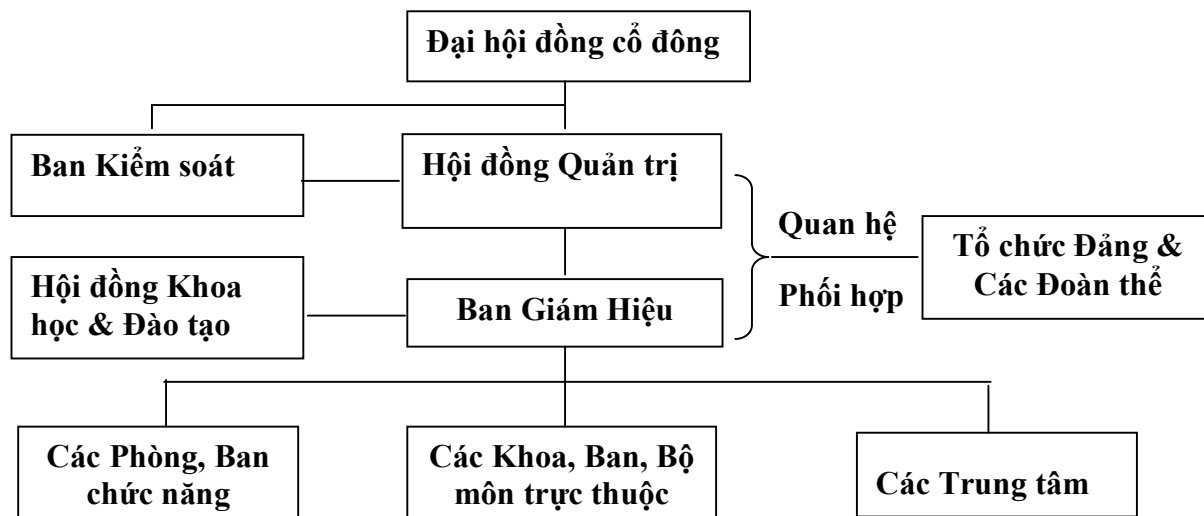 Đại hội đồng cổ đông
Ban Kiểm soát
Hội đồng Quản trị
Quan hệ
Phối hợp
Tổ chức Đảng &
Các Đoàn thể
Hội đồng Khoa
học & Đào tạo
Ban Giám Hiệu
Các Phòng, Ban
chức năng
Các Khoa, Ban, Bộ
môn trực thuộc
Các Trung tâm